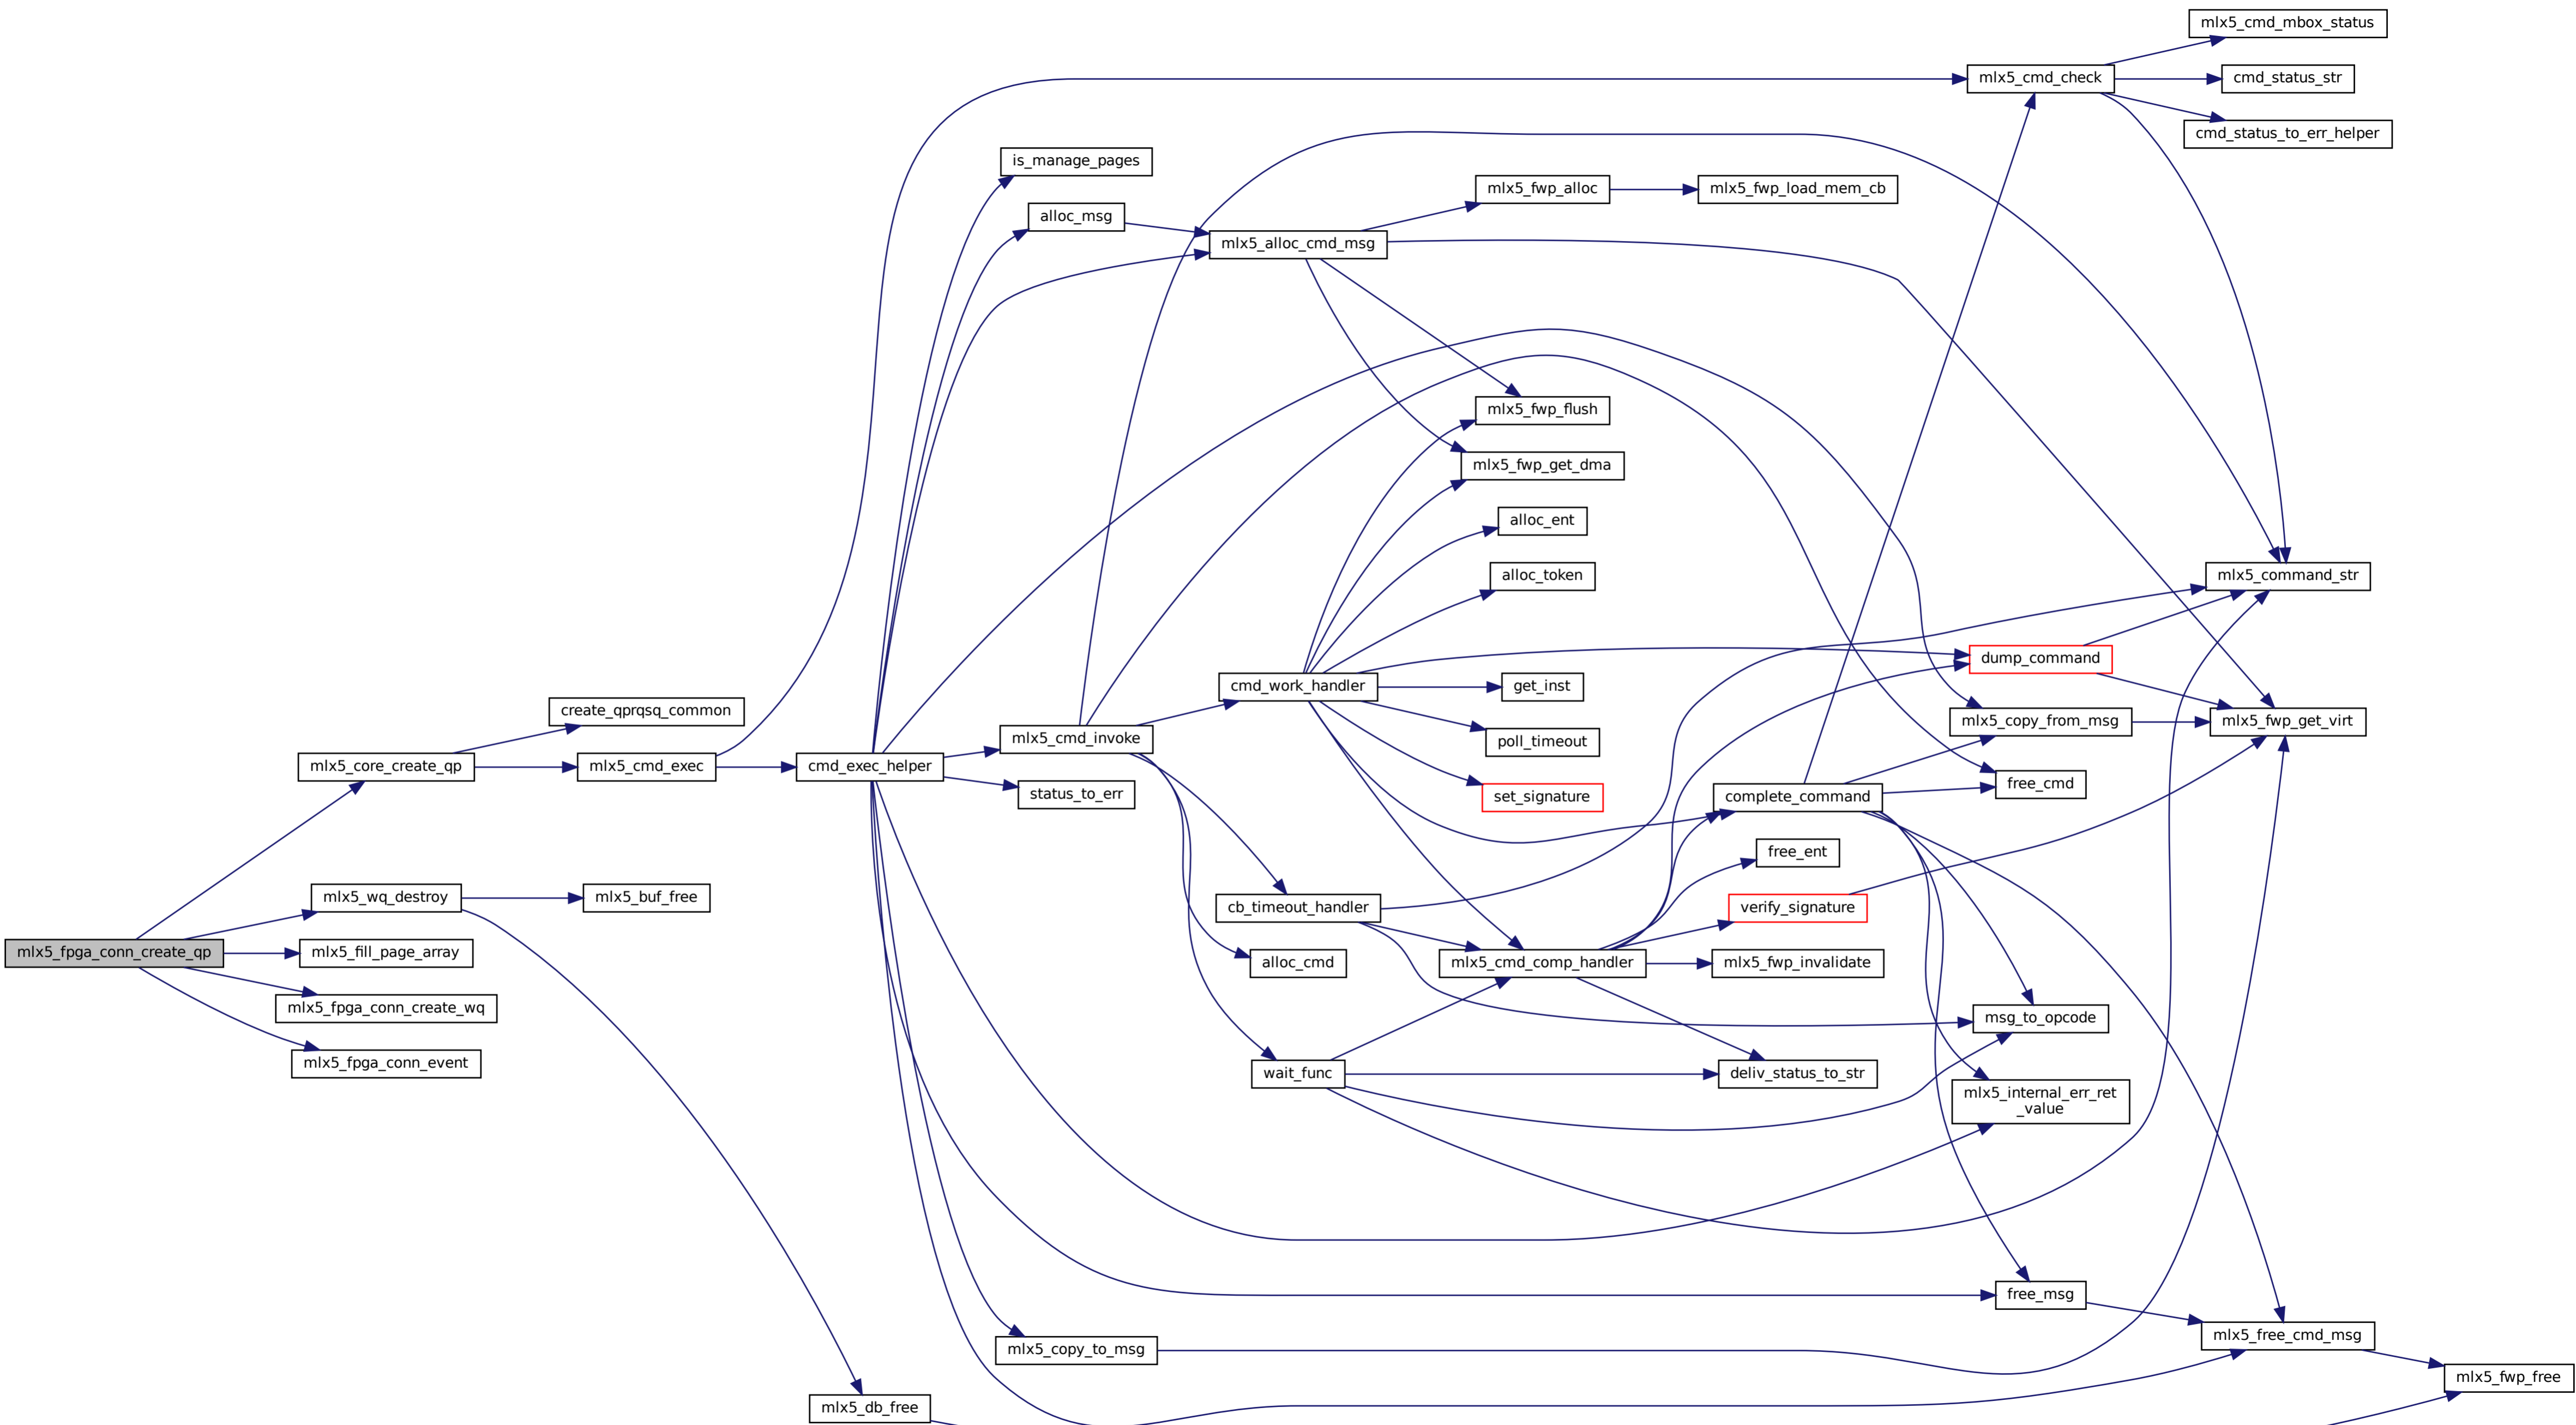 mlx5_cmd_mbox_status
mlx5_cmd_check
cmd_status_str
cmd_status_to_err_helper
is_manage_pages
mlx5_fwp_alloc
mlx5_fwp_load_mem_cb
alloc_msg
mlx5_alloc_cmd_msg
mlx5_fwp_flush
mlx5_fwp_get_dma
alloc_ent
alloc_token
mlx5_command_str
dump_command
cmd_work_handler
get_inst
create_qprqsq_common
mlx5_copy_from_msg
mlx5_fwp_get_virt
mlx5_cmd_invoke
poll_timeout
mlx5_core_create_qp
mlx5_cmd_exec
cmd_exec_helper
free_cmd
status_to_err
set_signature
complete_command
free_ent
mlx5_wq_destroy
mlx5_buf_free
cb_timeout_handler
verify_signature
mlx5_fpga_conn_create_qp
mlx5_fill_page_array
alloc_cmd
mlx5_cmd_comp_handler
mlx5_fwp_invalidate
mlx5_fpga_conn_create_wq
msg_to_opcode
mlx5_fpga_conn_event
wait_func
deliv_status_to_str
mlx5_internal_err_ret
_value
free_msg
mlx5_free_cmd_msg
mlx5_copy_to_msg
mlx5_fwp_free
mlx5_db_free